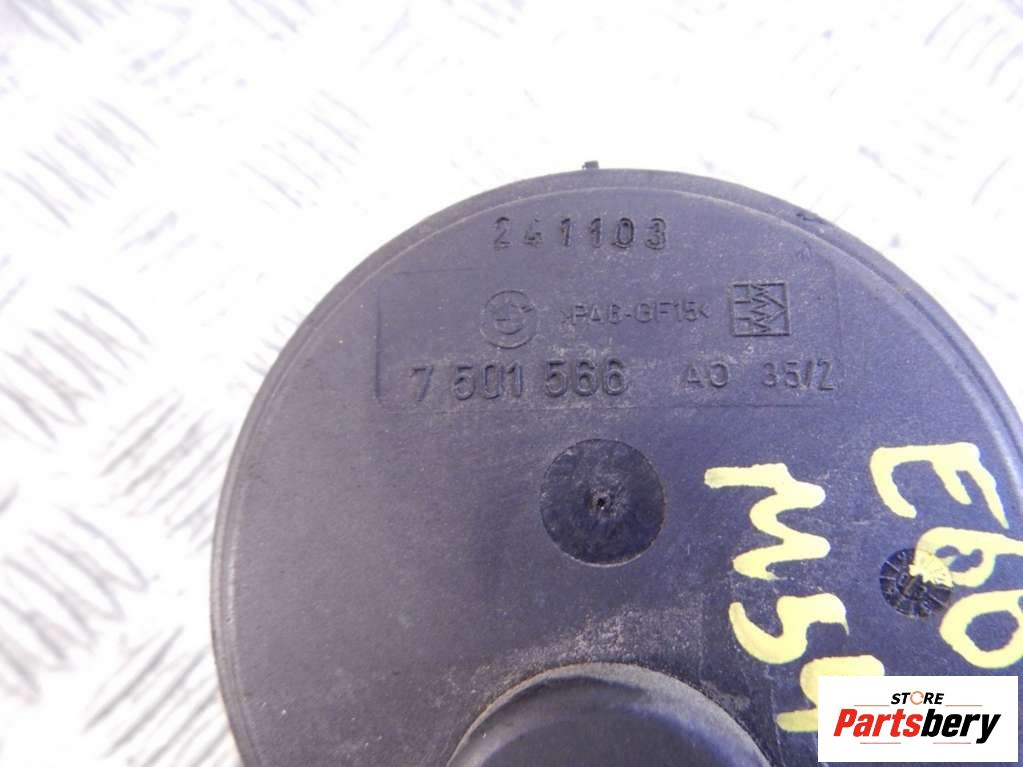 241103
>PA6-GF15<
7 501 566 AO 35/2
E60
M54
STORE
Partsbery